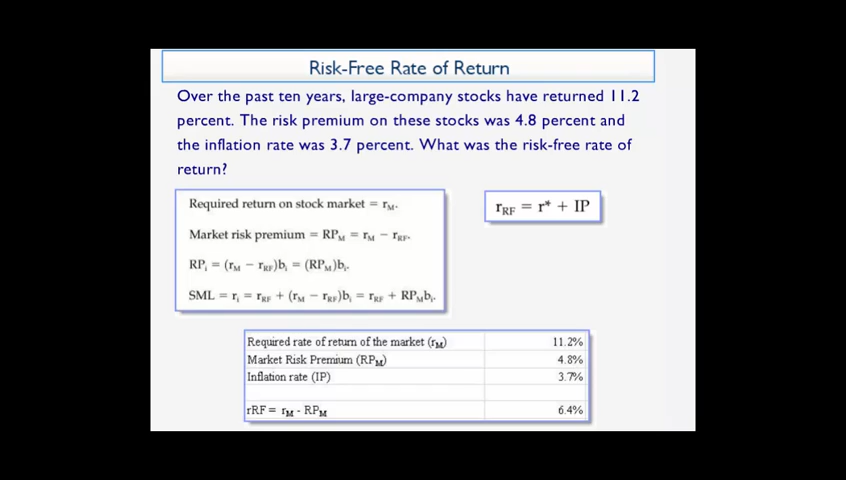 Risk-Free Rate of Return
Over the past ten years, large-company stocks have returned 11.2
percent. The risk premium on these stocks was 4.8 percent and
the inflation rate was 3.7 percent. What was the risk-free rate of
return?
Required return on stock market = rM.
Market risk premium = RPM = rM − rRF.
RPi = (rM − rRF)bi = (RPM)bi.
SML = ri = rRF + (rM − rRF)bi = rRF + RPMbi.
rRF = r* + IP
Required rate of return of the market (rM) 11.2%
Market Risk Premium (RPM) 4.8%
Inflation rate (IP) 3.7%
rRF = rM - RPM 6.4%